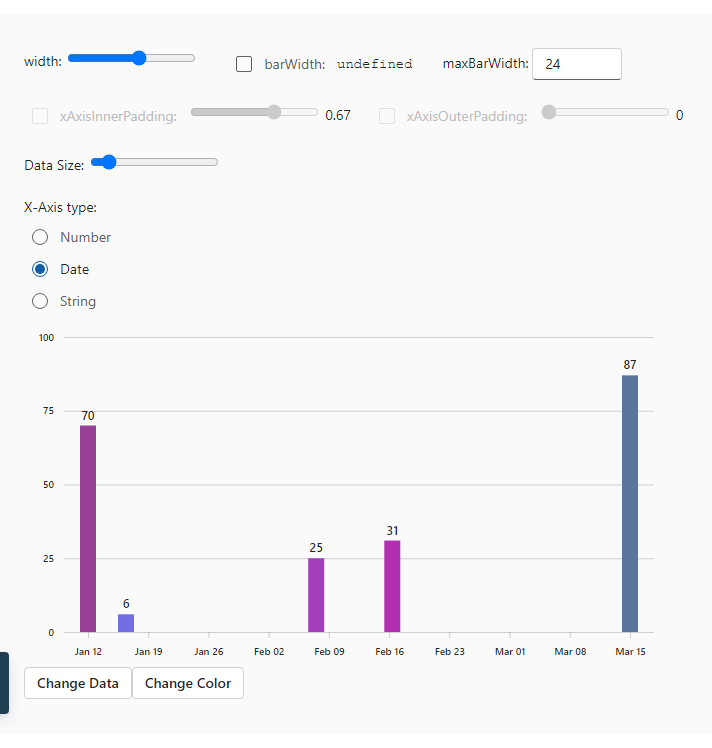 width: barWidth: undefined maxBarWidth: 24
xAxisInnerPadding: 0.67 xAxisOuterPadding: 0
Data Size:
X-Axis type:
Number
Date
String
100
87
75
70
50
31
25
25
6
0
Jan 12 Jan 19 Jan 26 Feb 02 Feb 09 Feb 16 Feb 23 Mar 01 Mar 08 Mar 15
Change Data Change Color